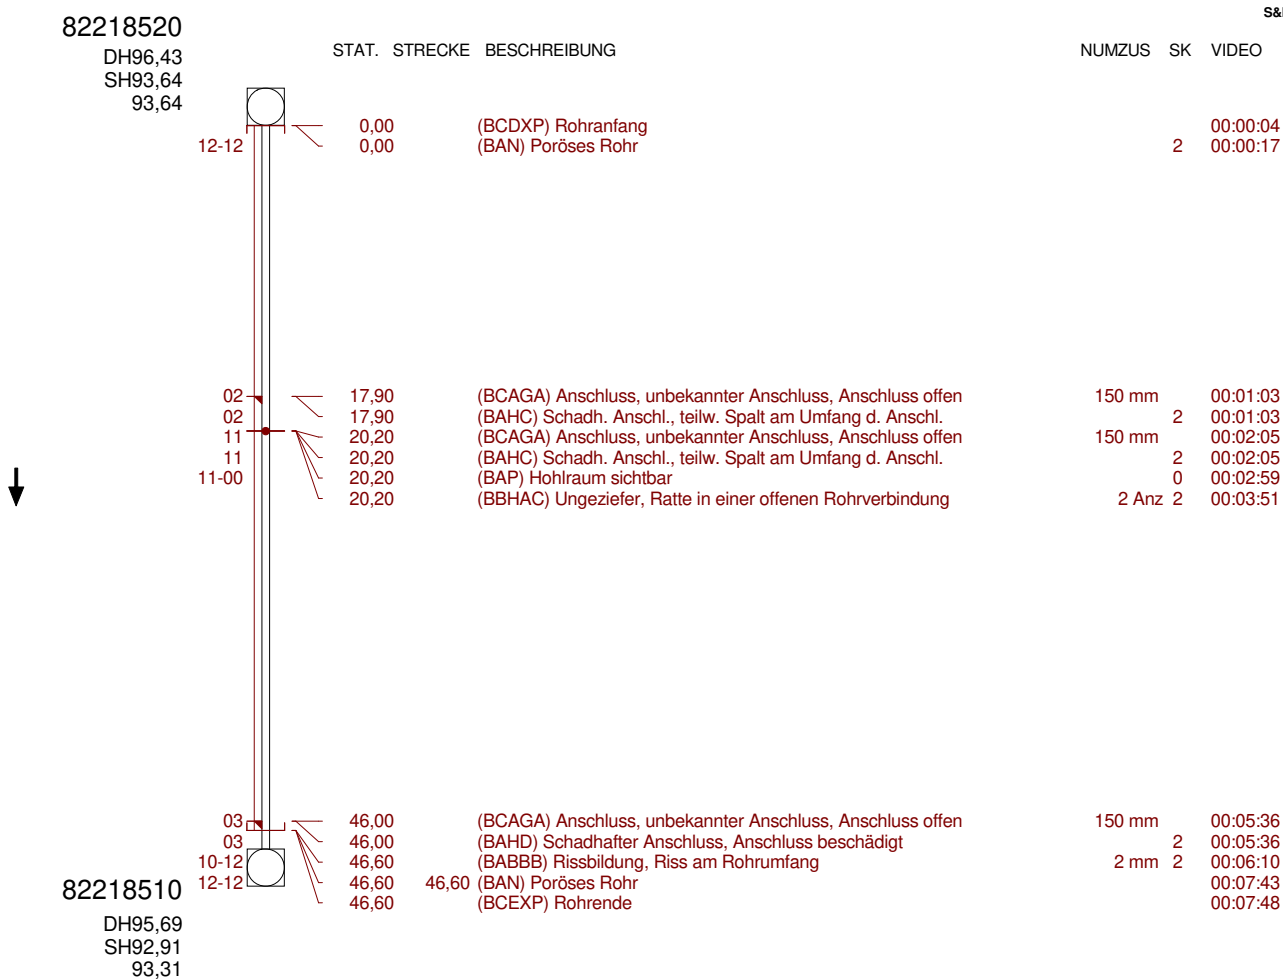 S&
82218520
DH96,43
SH93,64
93,64
STAT. STRECKE BESCHREIBUNG NUMZUS SK VIDEO
0,00 (BCDXP) Rohranfang 00:00:04
12-12 0,00 (BAN) Poröses Rohr 2 00:00:17
02 17,90 (BCAGA) Anschluss, unbekannter Anschluss, Anschluss offen 150 mm 00:01:03
02 17,90 (BAHC) Schadh. Anschl., teilw. Spalt am Umfang d. Anschl. 2 00:01:03
11 20,20 (BCAGA) Anschluss, unbekannter Anschluss, Anschluss offen 150 mm 00:02:05
11 20,20 (BAHC) Schadh. Anschl., teilw. Spalt am Umfang d. Anschl. 2 00:02:05
11-00 20,20 (BAP) Hohlraum sichtbar 0 00:02:59
20,20 (BBHAC) Ungeziefer, Ratte in einer offenen Rohrverbindung 2 Anz 2 00:03:51
03 46,00 (BCAGA) Anschluss, unbekannter Anschluss, Anschluss offen 150 mm 00:05:36
03 46,00 (BAHD) Schadhafter Anschluss, Anschluss beschädigt 2 00:05:36
10-12 46,60 (BABBB) Rissbildung, Riss am Rohrumfang 2 mm 2 00:06:10
12-12 46,60 46,60 (BAN) Poröses Rohr 00:07:43
46,60 (BCEXP) Rohrende 00:07:48
82218510
DH95,69
SH92,91
93,31